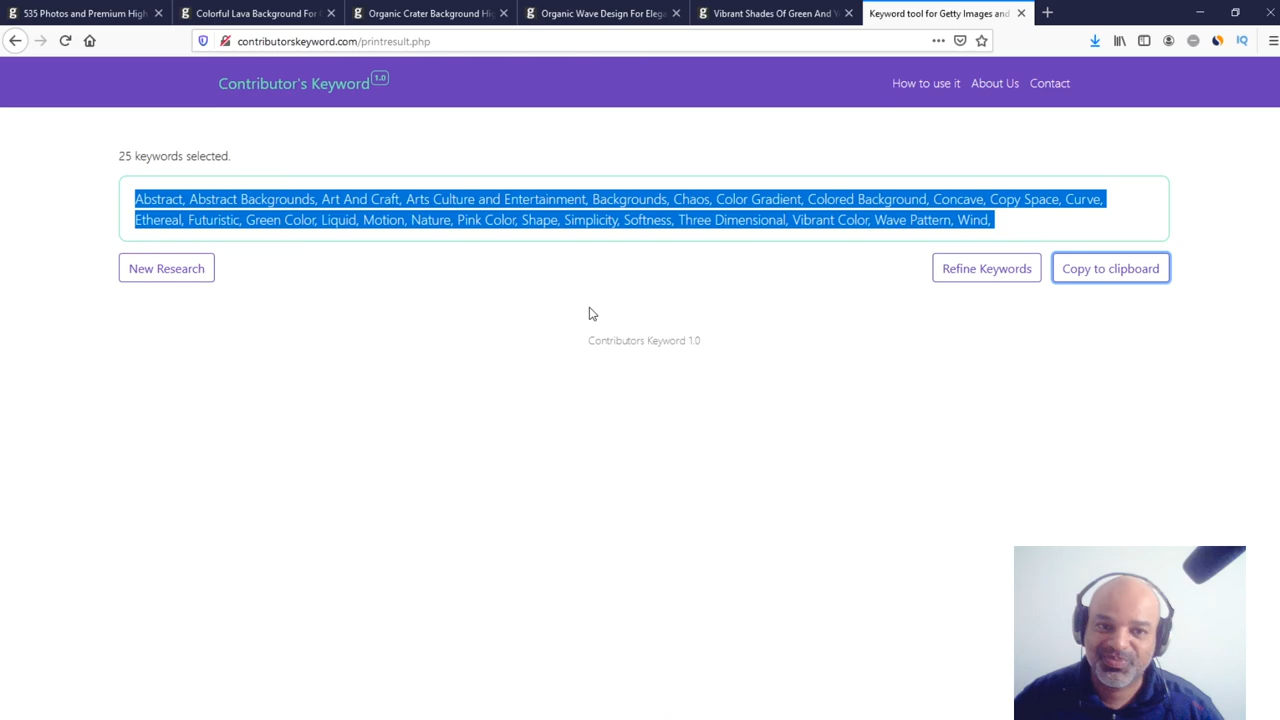 535 Photos and Premium High
Colorful Lava Background For
Organic Crater Background Hi
Organic Wave Design For Elega
Vibrant Shades Of Green And
Keyword tool for Getty Images and
contributorskeyword.com/printresult.php
Contributor's Keyword 1.0
How to use it
About Us
Contact
25 keywords selected.
Abstract, Abstract Backgrounds, Art And Craft, Arts Culture and Entertainment, Backgrounds, Chaos, Color Gradient, Colored Background, Concave, Copy Space, Curve,
Ethereal, Futuristic, Green Color, Liquid, Motion, Nature, Pink Color, Shape, Simplicity, Softness, Three Dimensional, Vibrant Color, Wave Pattern, Wind,
New Research
Refine Keywords
Copy to clipboard
Contributors Keyword 1.0